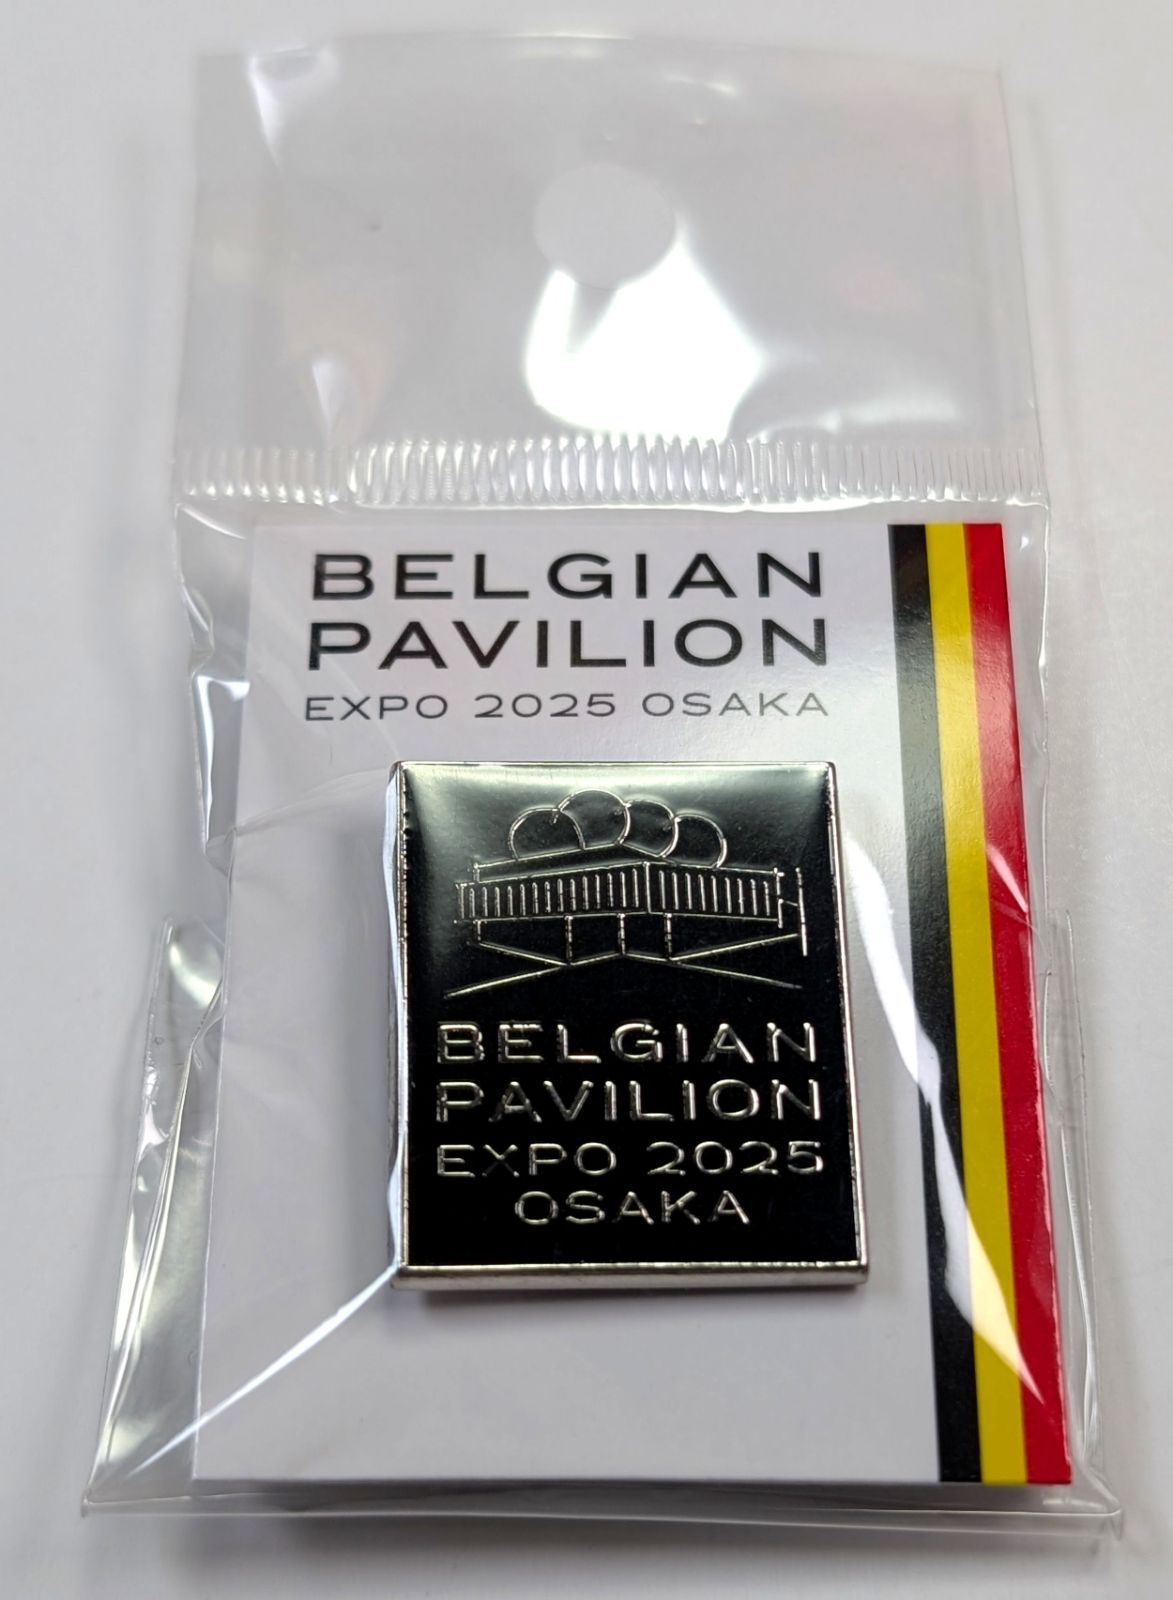 BELGIAN
PAVILION
EXPO 2025 OSAKA
BELGIAN
PAVILION
EXPO 2025
OSAKA